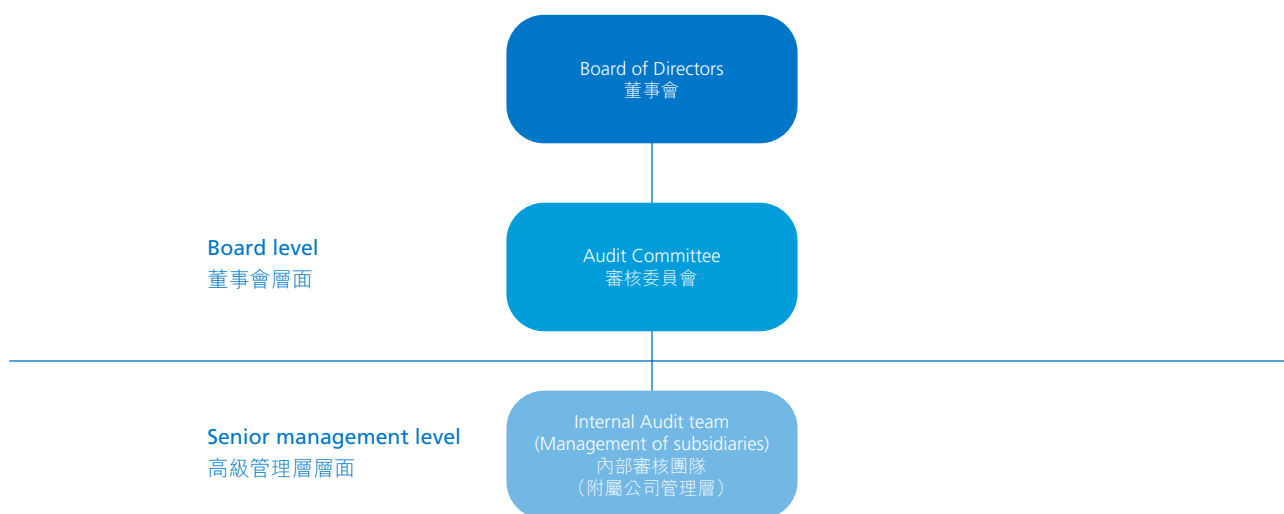 Board of Directors
董事會
Board level
董事會層面
Audit Committee
審核委員會
Senior management level
高級管理層層面
Internal Audit team
(Management of subsidiaries)
內部審核團隊
（附屬公司管理層）